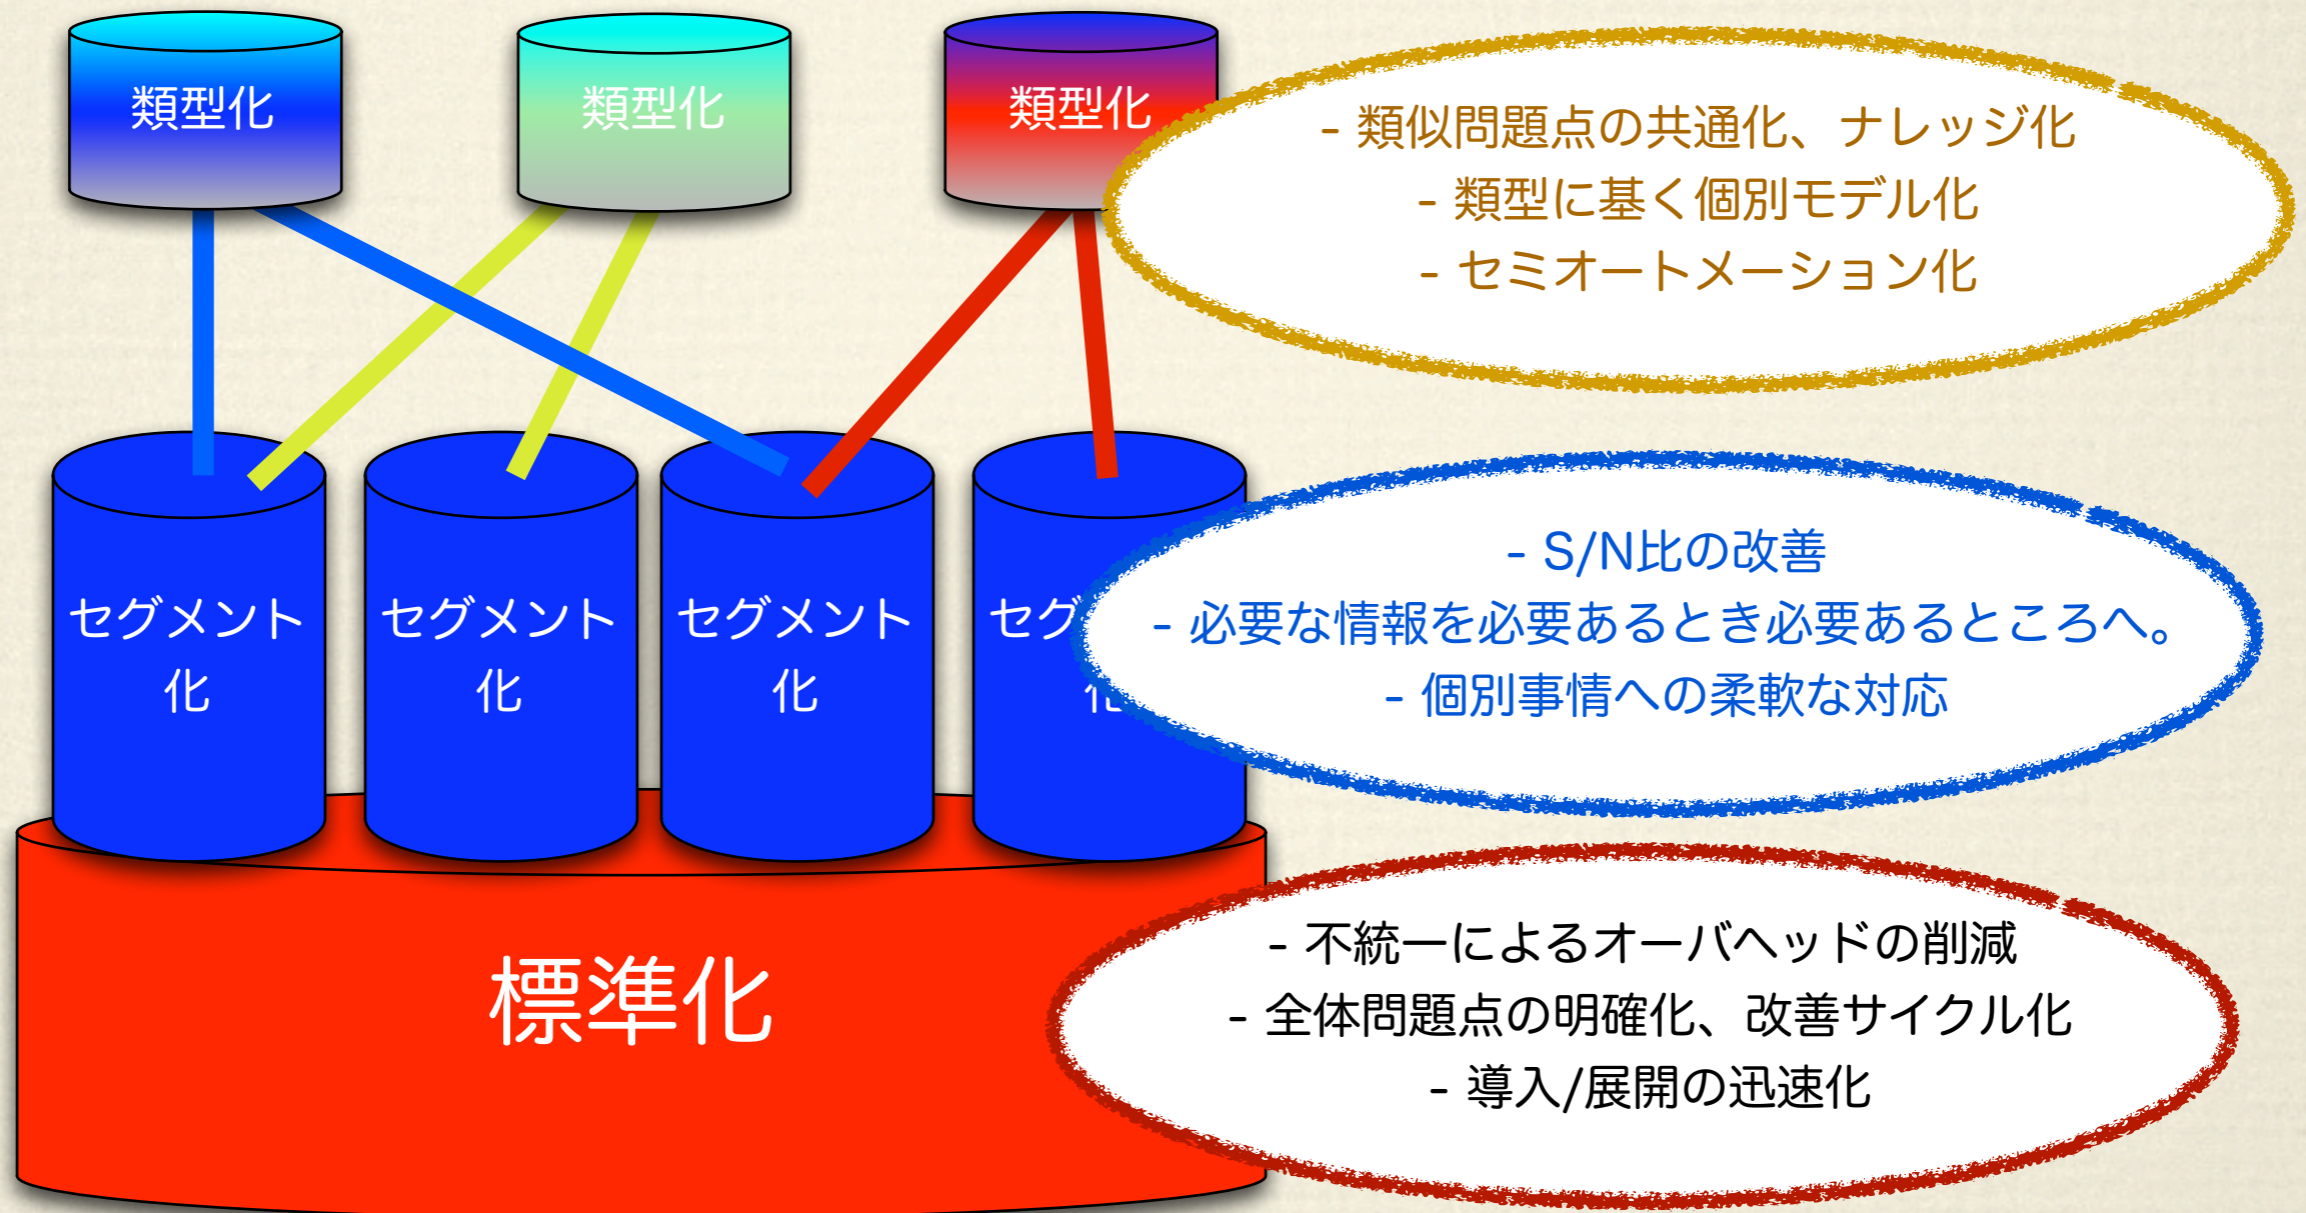 類型化
類型化
類型化
- 類似問題点の共通化、ナレッジ化
- 類型に基く個別モデル化
- セミオートメーション化
セグメント
化
セグメント
化
セグメント
化
セグ
- S/N比の改善
- 必要な情報を必要あるとき必要あるところへ。
- 個別事情への柔軟な対応
標準化
- 不統一によるオーバヘッドの削減
- 全体問題点の明確化、改善サイクル化
- 導入/展開の迅速化